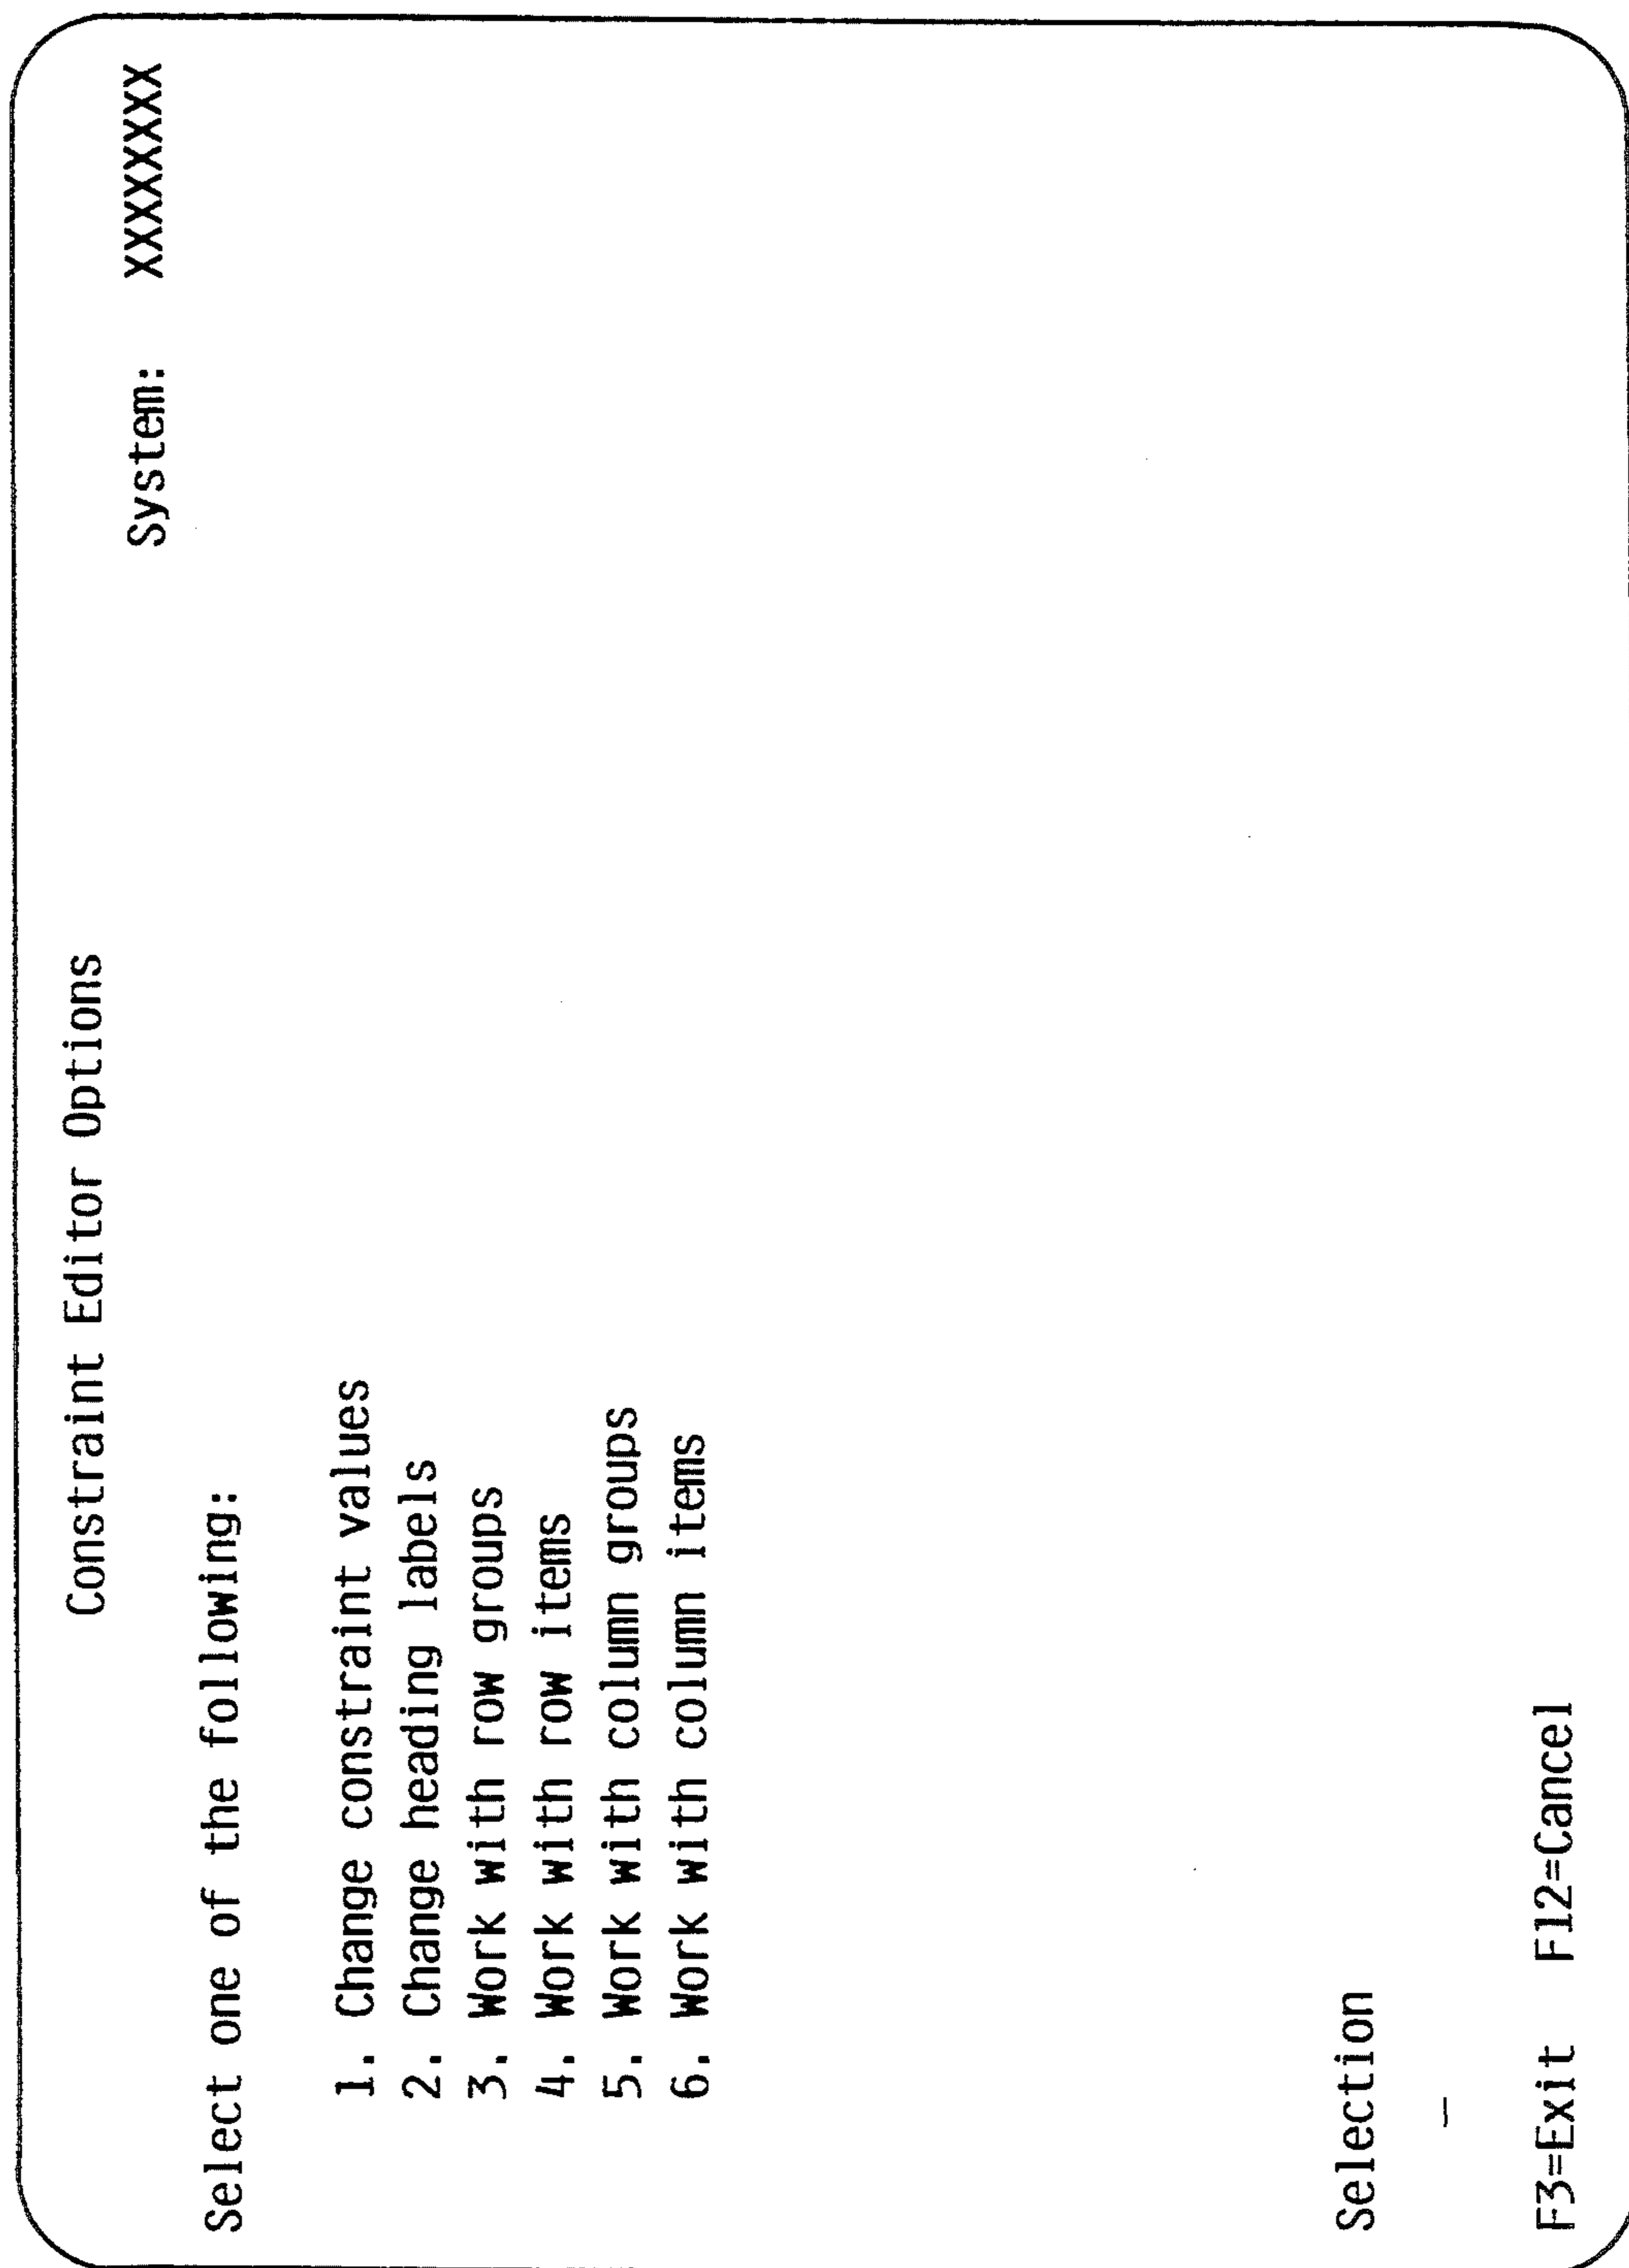 Constraint Editor Options
System: XXXXXXXX
Select one of the following:
1. Change constraint values
2. Change heading labels
3. Work with row groups
4. Work with row items
5. Work with column groups
6. Work with column items
Selection
_
F3=Exit F12=Cancel